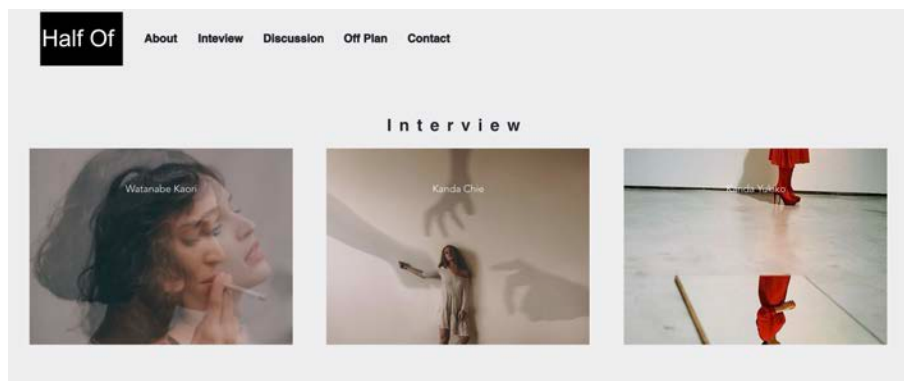 Half Of
About Inteview Discussion Off Plan Contact
Interview
Watanabe Kaori
Kanda Chie
Kanda Yukiko